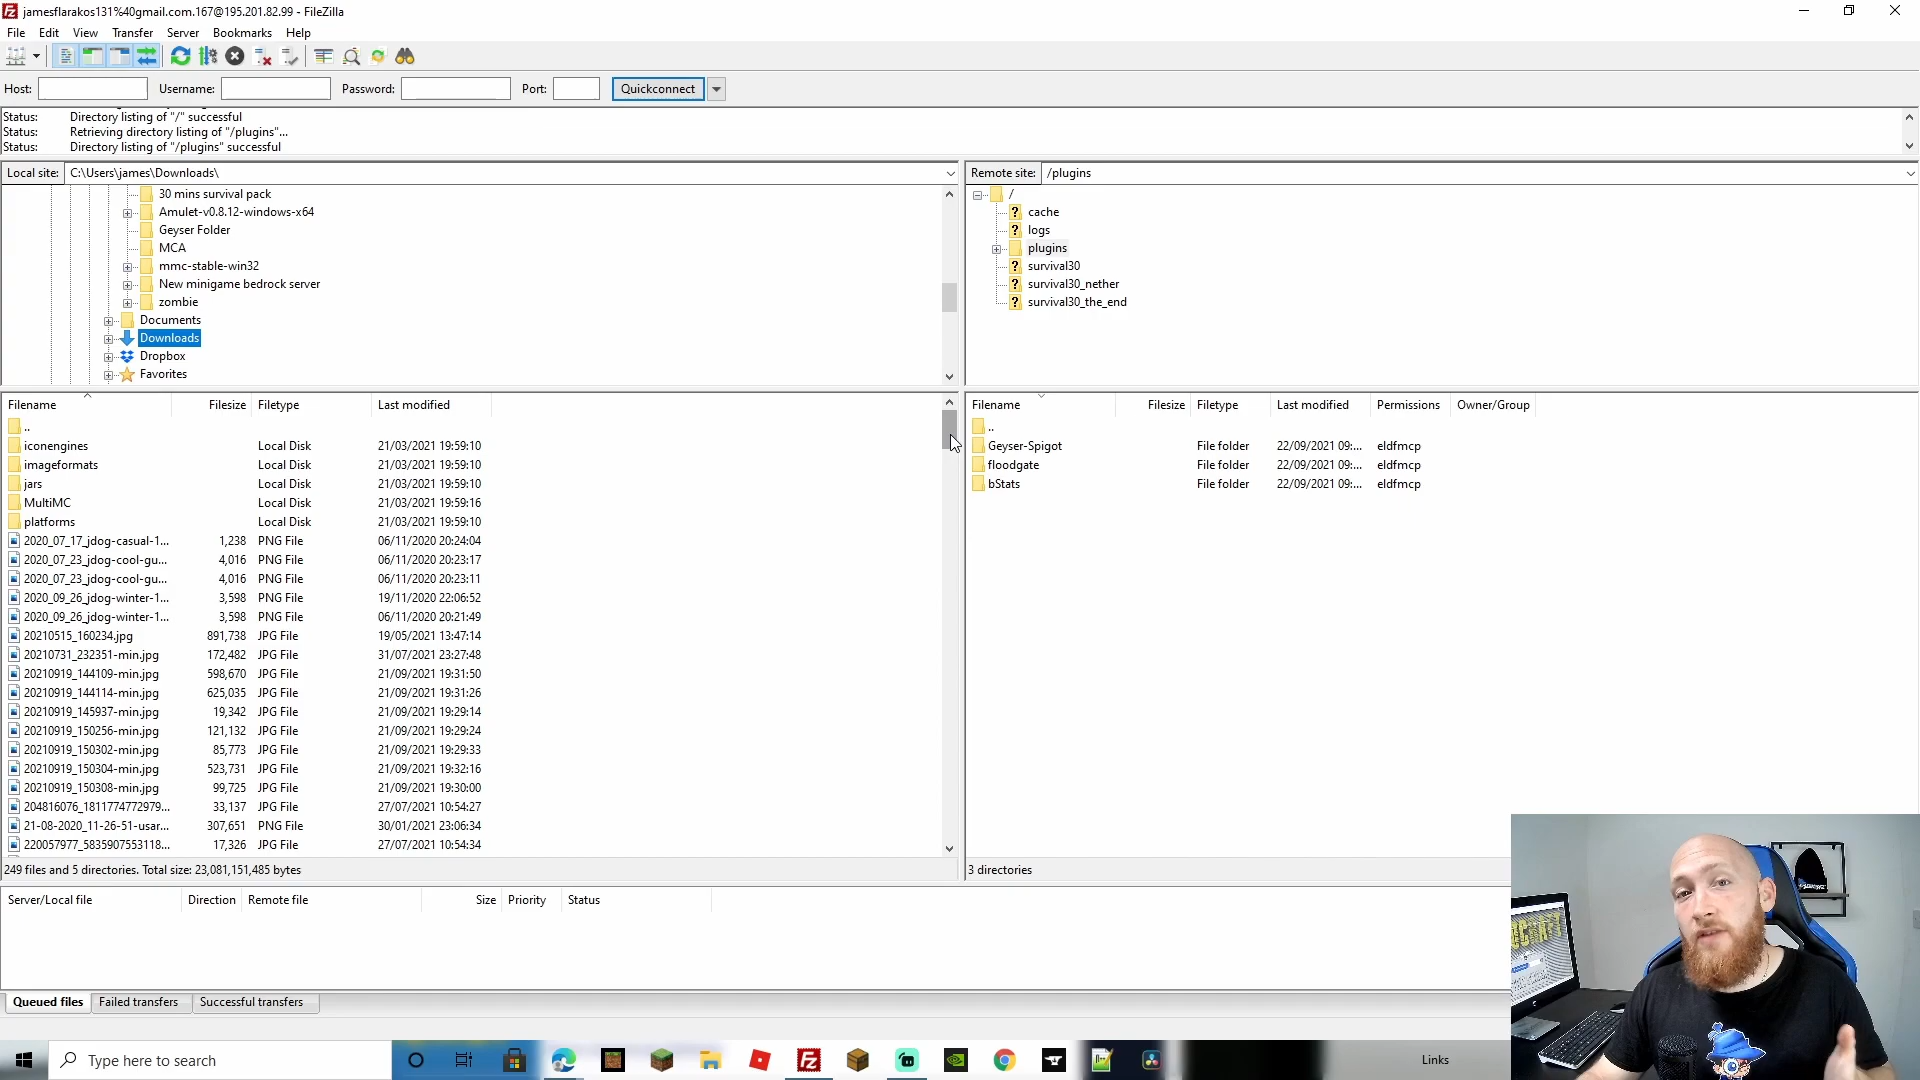 jamesflarakos131%40gmail.com.167@195.201.82.99 - FileZilla
File Edit View Transfer Server Bookmarks Help
Host: Username: Password: Port: Quickconnect
Status: Directory listing of "/" successful
Status: Retrieving directory listing of "/plugins"...
Status: Directory listing of "/plugins" successful
Local site: C:\Users\james\Downloads\
30 mins survival pack
Amulet-v0.8.12-windows-x64
Geyser Folder
MCA
mmc-stable-win32
New minigame bedrock server
zombie
Documents
Downloads
Dropbox
Favorites
Remote site: /plugins
/
cache
logs
plugins
survival30
survival30_nether
survival30_the_end
Filename Filesize Filetype Last modified
..
iconengines Local Disk 21/03/2021 19:59:10
imageformats Local Disk 21/03/2021 19:59:10
jars Local Disk 21/03/2021 19:59:10
MultiMC Local Disk 21/03/2021 19:59:16
platforms Local Disk 21/03/2021 19:59:10
2020_07_17_jdog-casual-1... 1,238 PNG File 06/11/2020 20:24:04
2020_07_23_jdog-cool-gu... 4,016 PNG File 06/11/2020 20:23:17
2020_07_23_jdog-cool-gu... 4,016 PNG File 06/11/2020 20:23:11
2020_09_26_jdog-winter-1... 3,598 PNG File 19/11/2020 22:06:52
2020_09_26_jdog-winter-1... 3,598 PNG File 06/11/2020 20:21:49
20210515_160234.jpg 891,738 JPG File 19/05/2021 13:47:14
20210731_232351-min.jpg 172,482 JPG File 31/07/2021 23:27:48
20210919_144109-min.jpg 598,670 JPG File 21/09/2021 19:31:50
20210919_144114-min.jpg 625,035 JPG File 21/09/2021 19:31:26
20210919_145937-min.jpg 19,342 JPG File 21/09/2021 19:29:14
20210919_150256-min.jpg 121,132 JPG File 21/09/2021 19:29:24
20210919_150302-min.jpg 85,773 JPG File 21/09/2021 19:29:33
20210919_150304-min.jpg 523,731 JPG File 21/09/2021 19:32:16
20210919_150308-min.jpg 99,725 JPG File 21/09/2021 19:30:00
204816076_1811774772979... 33,137 JPG File 27/07/2021 10:54:27
21-08-2020_11-26-51-usar... 307,651 PNG File 30/01/2021 23:06:34
220057977_5835907553118... 17,326 JPG File 27/07/2021 10:54:34
249 files and 5 directories. Total size: 23,081,151,485 bytes
Filename Filesize Filetype Last modified Permissions Owner/Group
..
Geyser-Spigot File folder 22/09/2021 09:... eldfmcp
floodgate File folder 22/09/2021 09:... eldfmcp
bStats File folder 22/09/2021 09:... eldfmcp
3 directories
Server/Local file Direction Remote file Size Priority Status
Queued files Failed transfers Successful transfers
Type here to search
Links